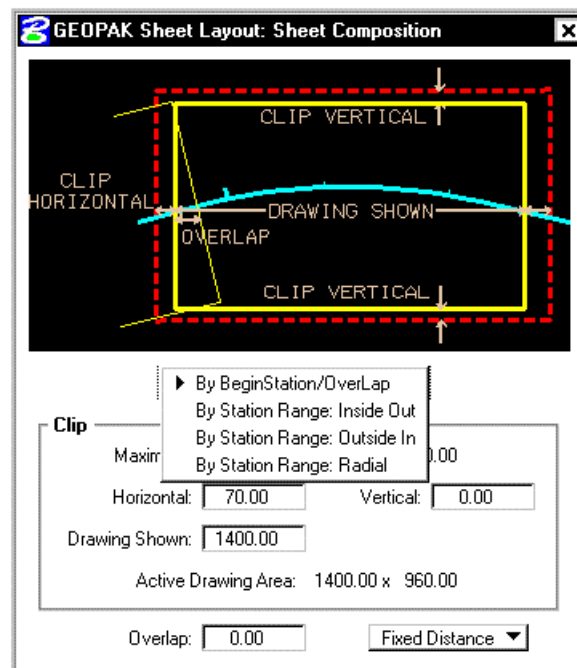 GEOPAK Sheet Layout: Sheet Composition
CLIP VERTICAL
CLIP
HORIZONTAL
DRAWING SHOWN
OVERLAP
CLIP VERTICAL
By BeginStation/OverLap
By Station Range: Inside Out
By Station Range: Outside In
By Station Range: Radial
Clip
Horizontal: 70.00 Vertical: 0.00
Drawing Shown: 1400.00
Active Drawing Area: 1400.00 x 960.00
Overlap: 0.00 Fixed Distance